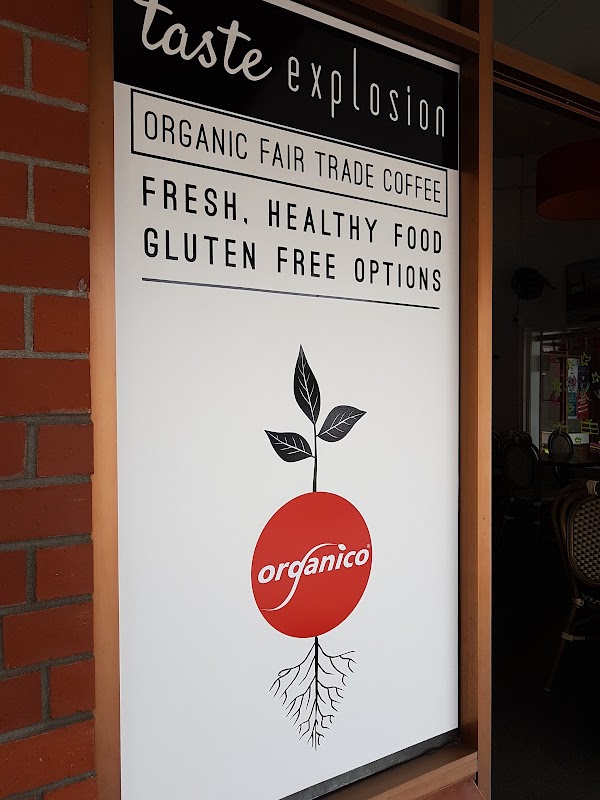 taste explosion
ORGANIC FAIR TRADE COFFEE
FRESH, HEALTHY FOOD
GLUTEN FREE OPTIONS
organico®